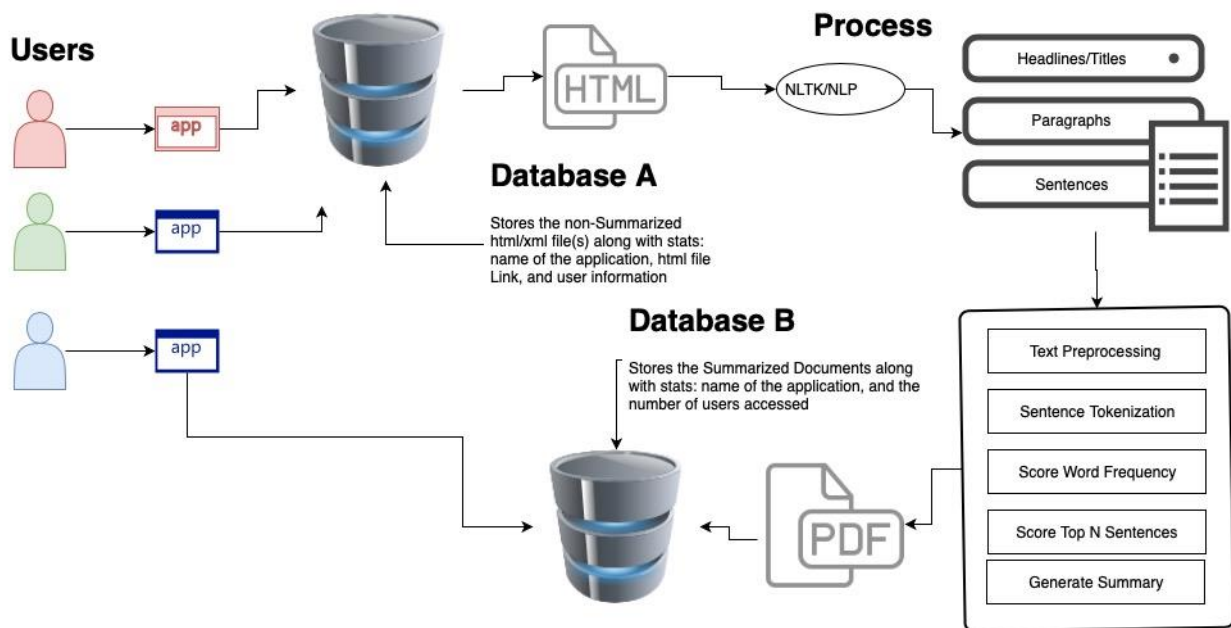 Users
app
app
app
HTML
Process
NLTK/NLP
Headlines/Titles
Paragraphs
Sentences
Database A
Stores the non-Summarized
html/xml file(s) along with stats:
name of the application, html file
Link, and user information
Database B
Stores the Summarized Documents along
with stats: name of the application, and the
number of users accessed
Text Preprocessing
Sentence Tokenization
Score Word Frequency
Score Top N Sentences
Generate Summary
PDF